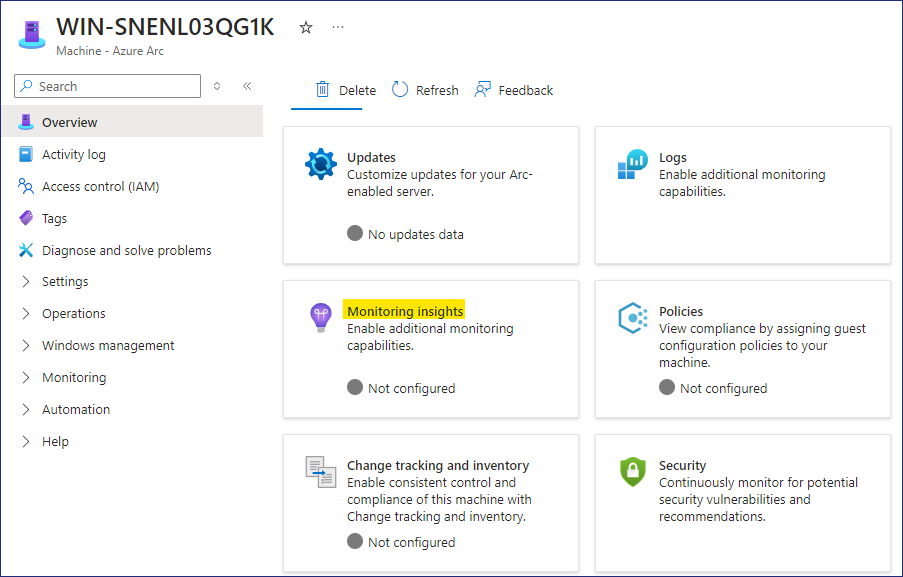 WIN-SNENL03QG1K
Machine - Azure Arc
Search
Overview
Activity log
Access control (IAM)
Tags
Diagnose and solve problems
Settings
Operations
Windows management
Monitoring
Automation
Help
Delete Refresh Feedback
Updates
Customize updates for your Arc-
enabled server.
No updates data
Logs
Enable additional monitoring
capabilities.
Monitoring insights
Enable additional monitoring
capabilities.
Not configured
Policies
View compliance by assigning guest
configuration policies to your
machine.
Not configured
Change tracking and inventory
Enable consistent control and
compliance of this machine with
Change tracking and inventory.
Not configured
Security
Continuously monitor for potential
security vulnerabilities and
recommendations.